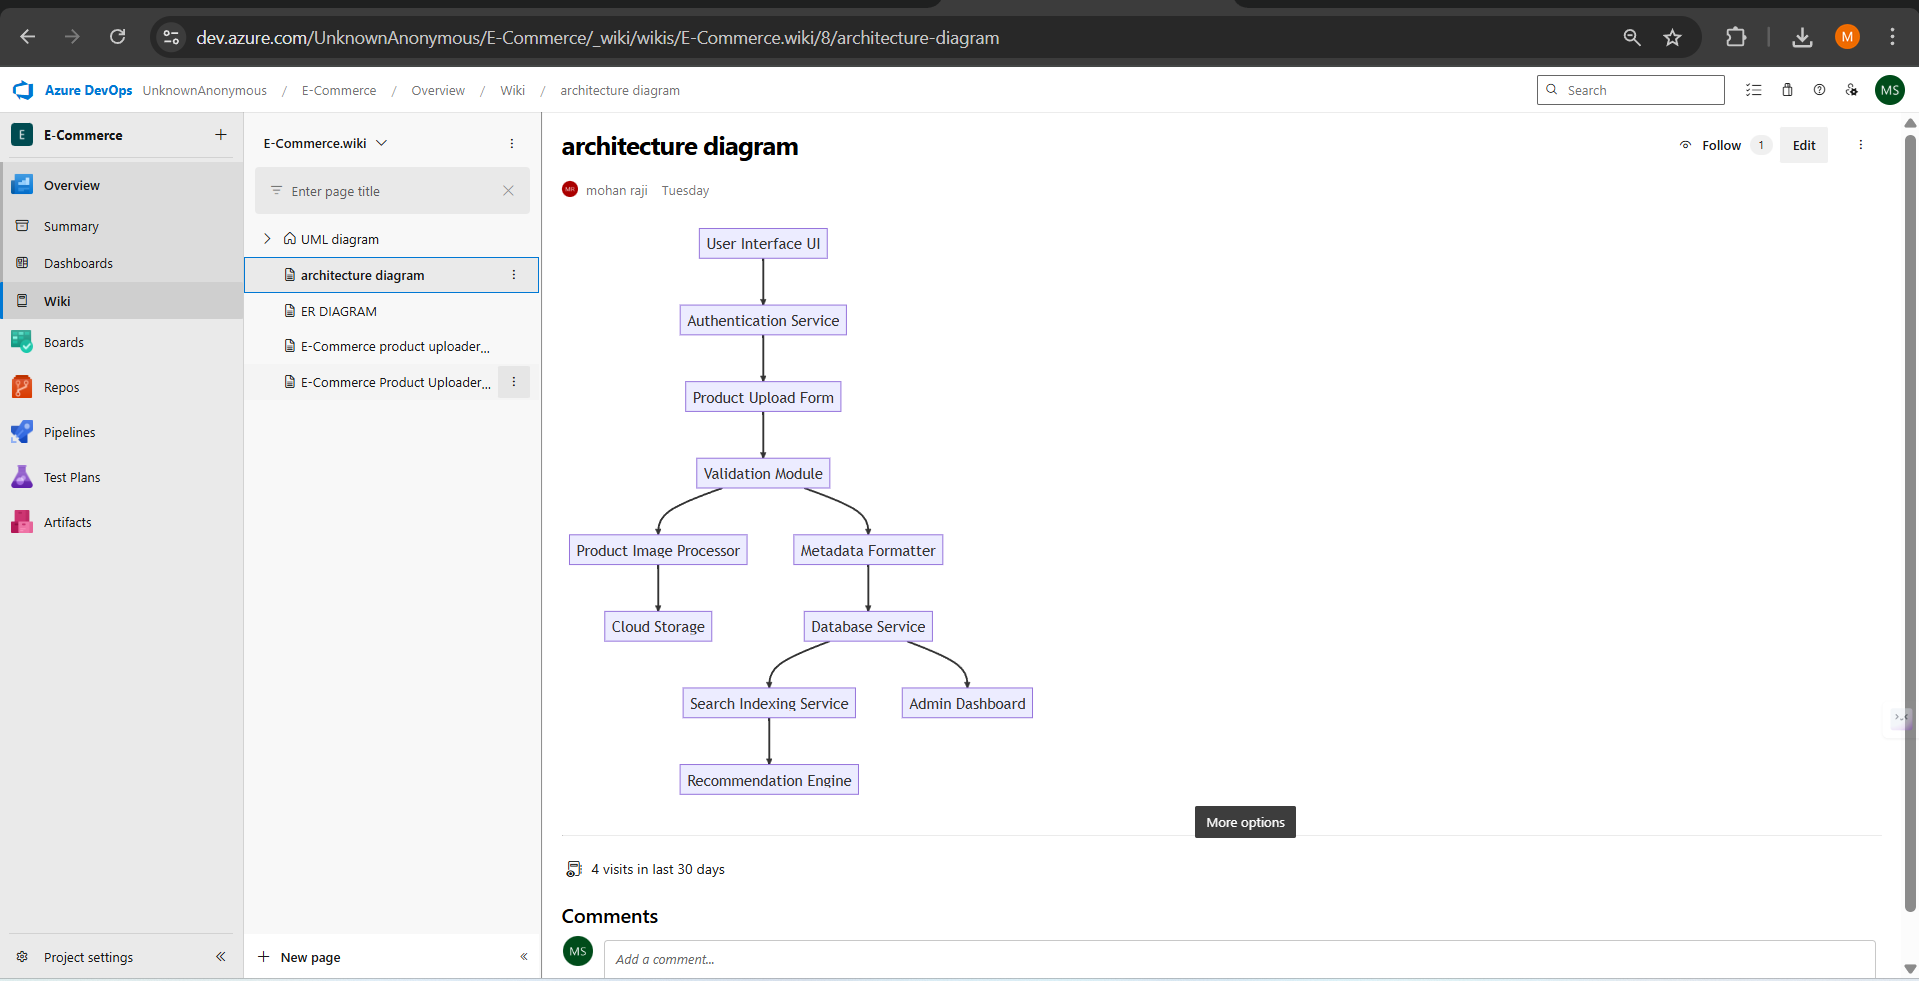 dev.azure.com/UnknownAnonymous/E-Commerce/_wiki/wikis/E-Commerce.wiki/8/architecture-diagram
M
Azure DevOps UnknownAnonymous / E-Commerce / Overview / Wiki / architecture diagram
Search
MS
E E-Commerce
Overview
Summary
Dashboards
Wiki
Boards
Repos
Pipelines
Test Plans
Artifacts
Project settings
E-Commerce.wiki
Enter page title
UML diagram
architecture diagram
ER DIAGRAM
E-Commerce product uploader...
E-Commerce Product Uploader...
New page
architecture diagram
Follow 1 Edit
MR mohan raji Tuesday
User Interface UI
Authentication Service
Product Upload Form
Validation Module
Product Image Processor Metadata Formatter
Cloud Storage Database Service
Search Indexing Service Admin Dashboard
Recommendation Engine
More options
4 visits in last 30 days
Comments
MS Add a comment...